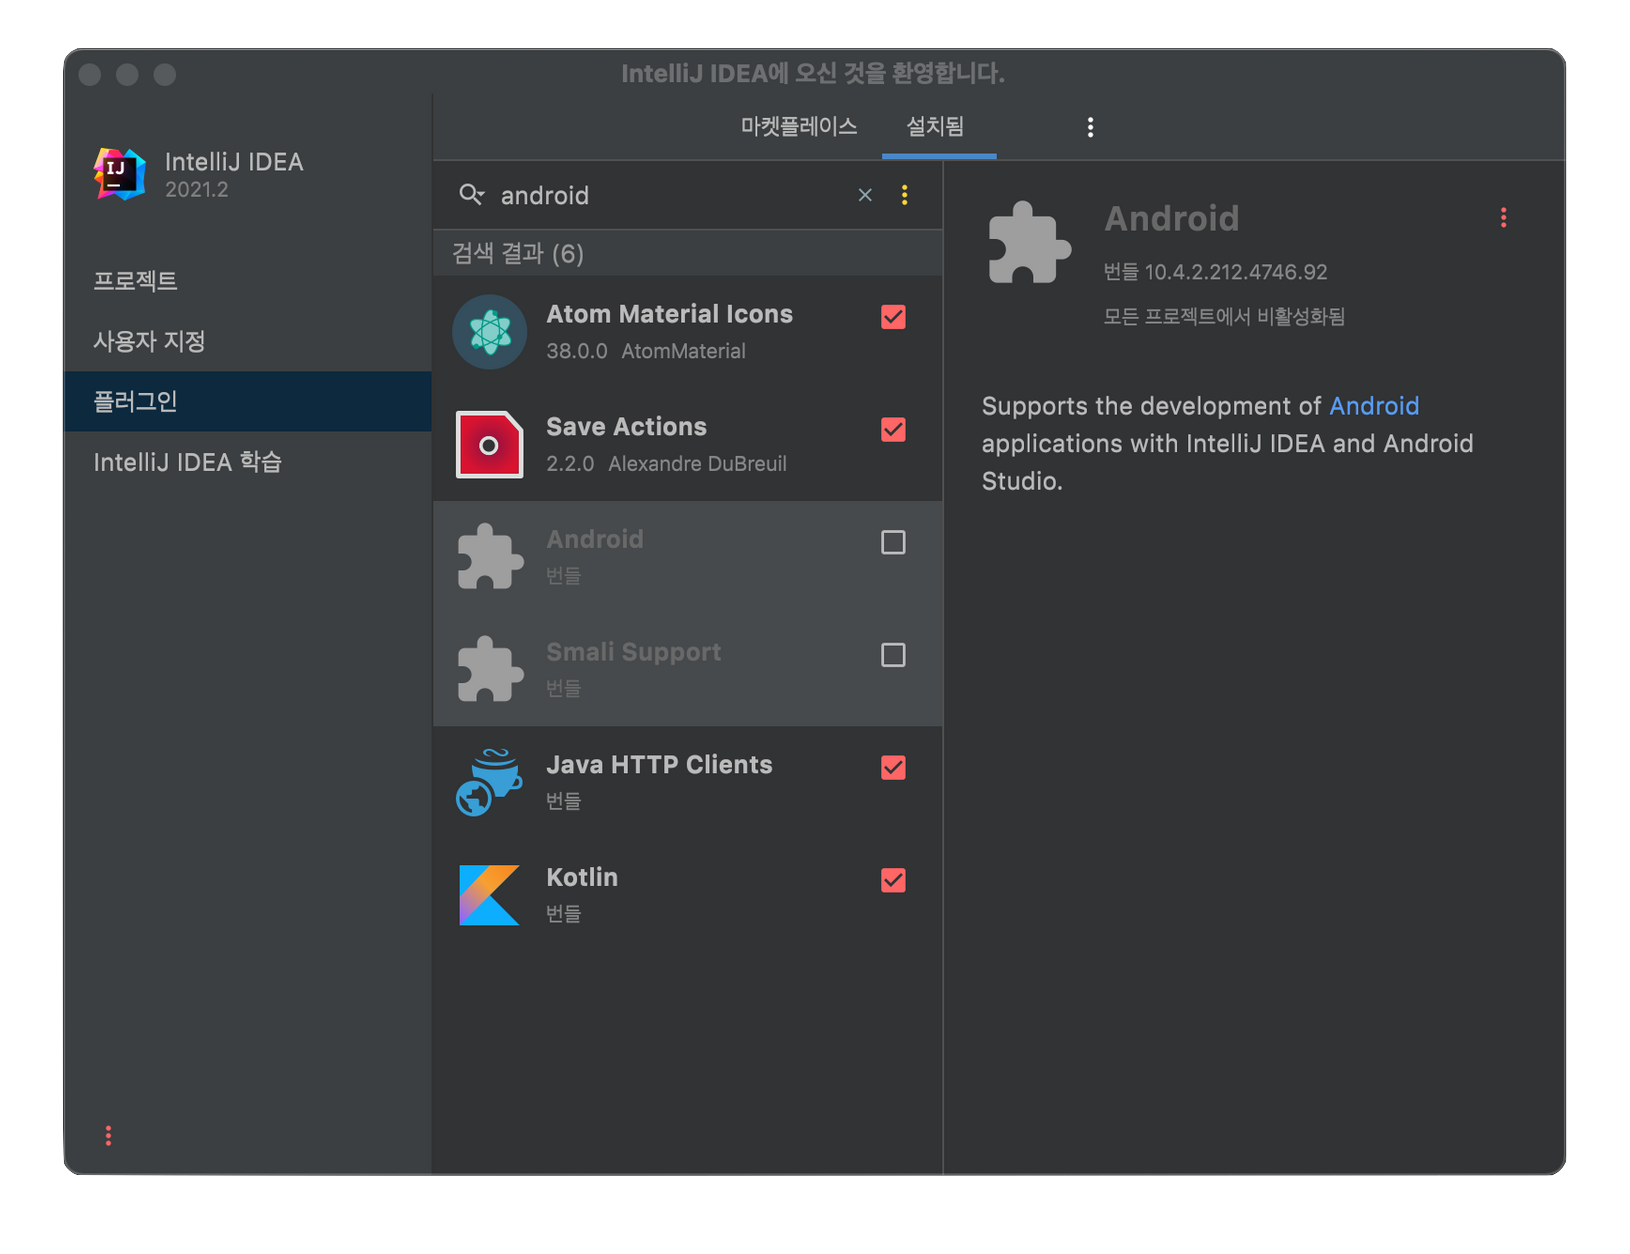 IntelliJ IDEA에 오신 것을 환영합니다.
IJ
IntelliJ IDEA
2021.2
프로젝트
사용자 지정
플러그인
IntelliJ IDEA 학습
마켓플레이스 설치됨
android
검색 결과 (6)
Atom Material Icons
38.0.0 AtomMaterial
Save Actions
2.2.0 Alexandre DuBreuil
Android
번들
Smali Support
번들
Java HTTP Clients
번들
Kotlin
번들
Android
번들 10.4.2.212.4746.92
모든 프로젝트에서 비활성화됨
Supports the development of Android
applications with IntelliJ IDEA and Android
Studio.